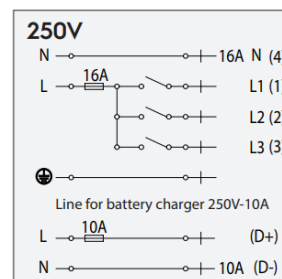 250V
N 16A N (4)
L 16A L1 (1)
L2 (2)
L3 (3)
Line for battery charger 250V-10A
L 10A (D+)
N 10A (D-)